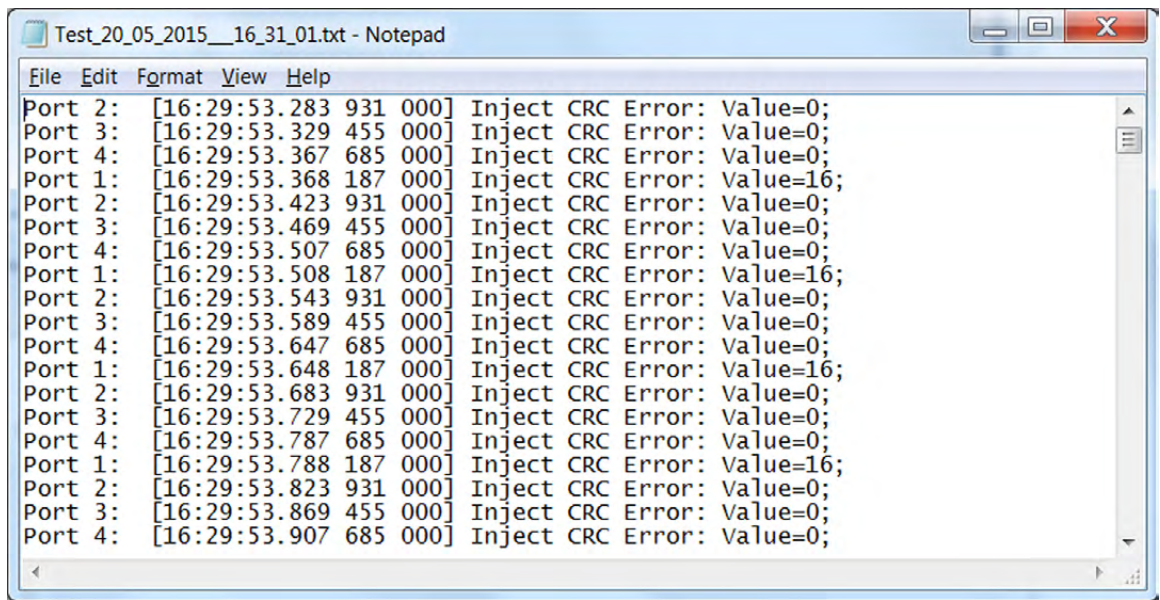 Test_20_05_2015__16_31_01.txt - Notepad
File Edit Format View Help
Port 2: [16:29:53.283 931 000] Inject CRC Error: Value=0;
Port 3: [16:29:53.329 455 000] Inject CRC Error: Value=0;
Port 4: [16:29:53.367 685 000] Inject CRC Error: Value=0;
Port 1: [16:29:53.368 187 000] Inject CRC Error: Value=16;
Port 2: [16:29:53.423 931 000] Inject CRC Error: Value=0;
Port 3: [16:29:53.469 455 000] Inject CRC Error: Value=0;
Port 4: [16:29:53.507 685 000] Inject CRC Error: Value=0;
Port 1: [16:29:53.508 187 000] Inject CRC Error: Value=16;
Port 2: [16:29:53.543 931 000] Inject CRC Error: Value=0;
Port 3: [16:29:53.589 455 000] Inject CRC Error: Value=0;
Port 4: [16:29:53.647 685 000] Inject CRC Error: Value=0;
Port 1: [16:29:53.648 187 000] Inject CRC Error: Value=16;
Port 2: [16:29:53.683 931 000] Inject CRC Error: Value=0;
Port 3: [16:29:53.729 455 000] Inject CRC Error: Value=0;
Port 4: [16:29:53.787 685 000] Inject CRC Error: Value=0;
Port 1: [16:29:53.788 187 000] Inject CRC Error: Value=16;
Port 2: [16:29:53.823 931 000] Inject CRC Error: Value=0;
Port 3: [16:29:53.869 455 000] Inject CRC Error: Value=0;
Port 4: [16:29:53.907 685 000] Inject CRC Error: Value=0;